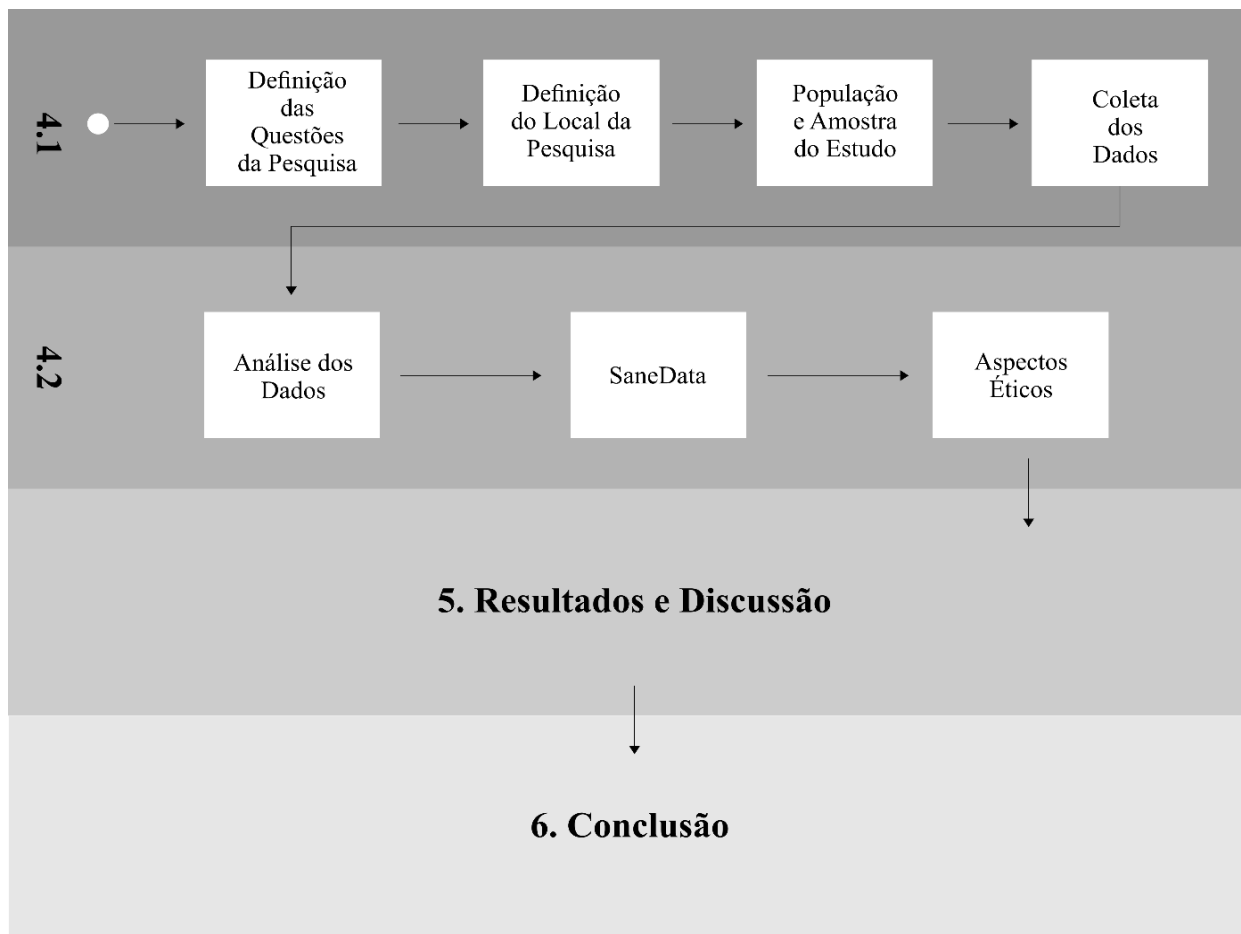 4.1
Definição
das
Questões
da Pesquisa
Definição
do Local da
Pesquisa
População
e Amostra
do Estudo
Coleta
dos
Dados
4.2
Análise dos
Dados
SaneData
Aspectos
Éticos
5. Resultados e Discussão
6. Conclusão